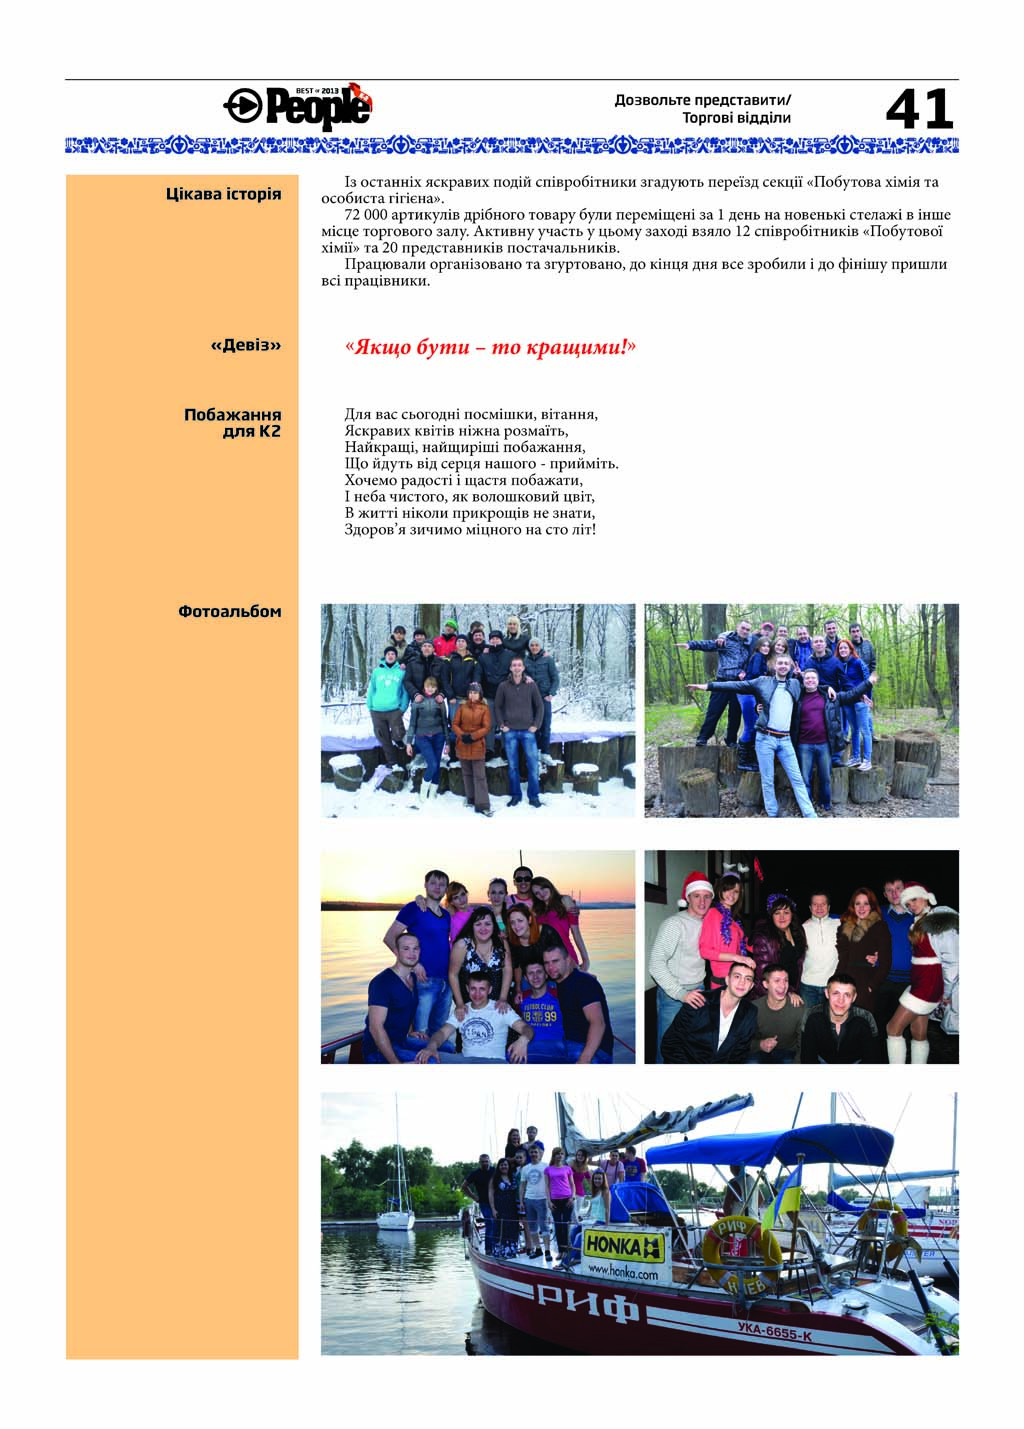 BEST OF 2013
People
Дозвольте представити/
Торгові відділи
41
Цікава історія
Із останніх яскравих подій співробітники згадують переїзд секції «Побутова хімія та
особиста гігієна».
72 000 артикулів дрібного товару були переміщені за 1 день на новенькі стелажі в інше
місце торгового залу. Активну участь у цьому заході взяло 12 співробітників «Побутової
хімії» та 20 представників постачальників.
Працювали організовано та згуртовано, до кінця дня все зробили і до фінішу пришли
всі працівники.
«Девіз»
«Якщо бути – то кращими!»
Побажання
для К2
Для вас сьогодні посмішки, вітання,
Яскравих квітів ніжна розмаїть,
Найкращі, найщиріші побажання,
Що йдуть від серця нашого - прийміть.
Хочемо радості і щастя побажати,
І неба чистого, як волошковий цвіт,
В житті ніколи прикрощів не знати,
Здоров’я зичимо міцного на сто літ!
Фотоальбом
FUTBOL CLUB
18 99
РИФ
HONKA
www.honka.com
КИЕВ
РИФ
УКА-6655-К